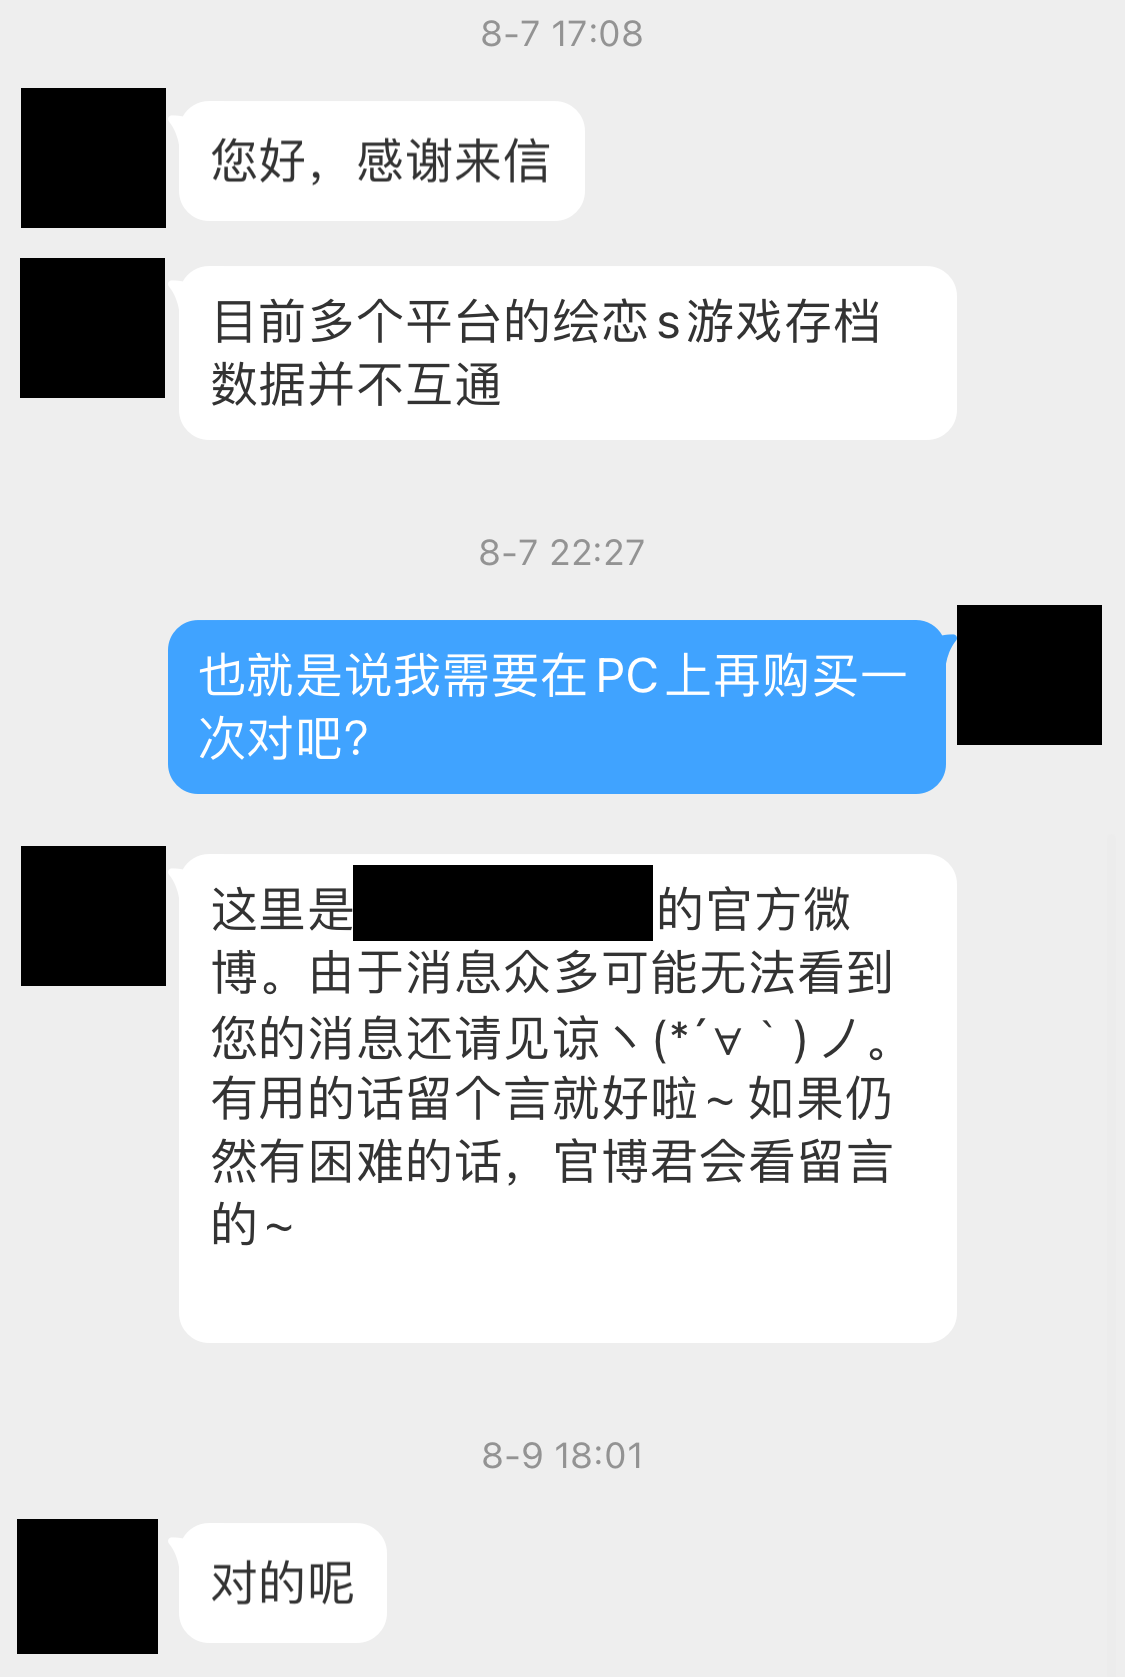 8-7 17:08
您好，感谢来信
目前多个平台的绘恋s游戏存档
数据并不互通
8-7 22:27
也就是说我需要在PC上再购买一
次对吧?
这里是
的官方微
博。由于消息众多可能无法看到
您的消息还请见谅ヽ(*´∀｀)ノ。
有用的话留个言就好啦~ 如果仍
然有困难的话，官博君会看留言
的~
8-9 18:01
对的呢